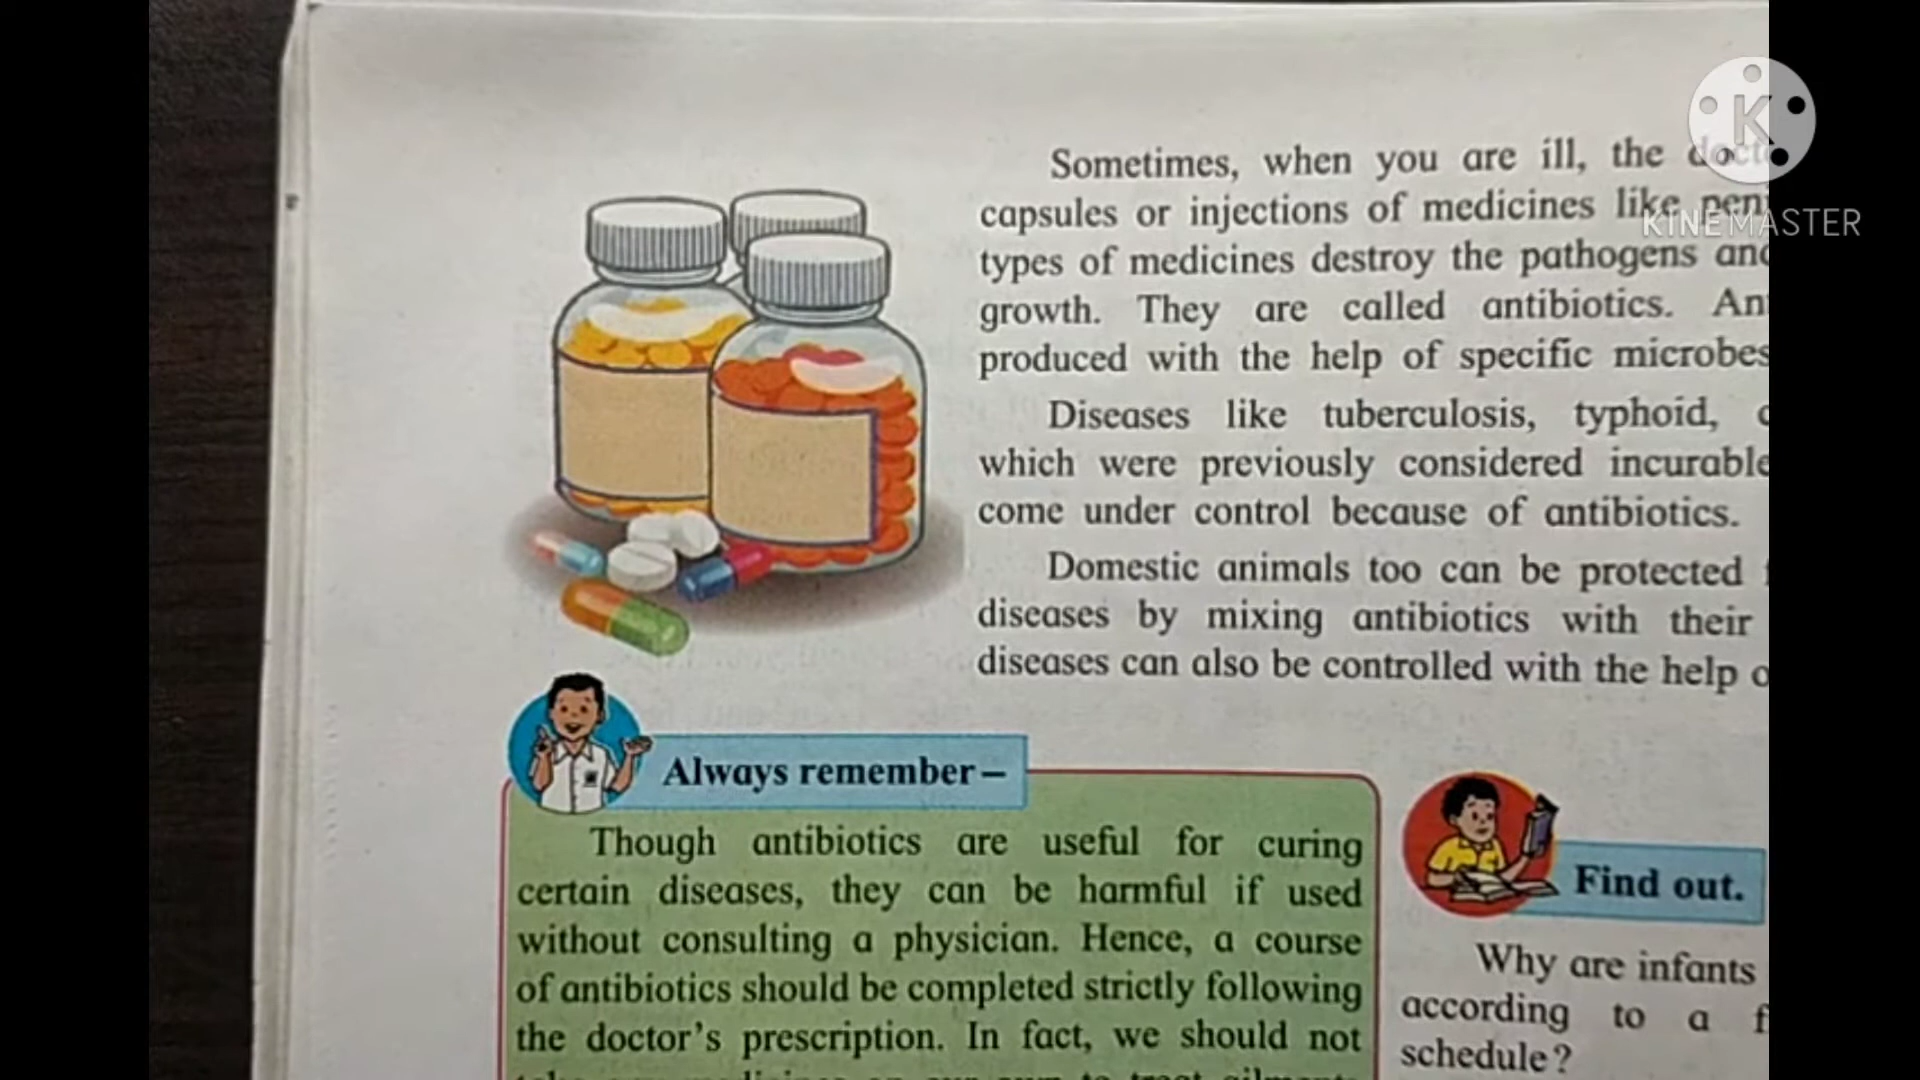 Sometimes, when you are ill, the
capsules or injections of medicines like
types of medicines destroy the pathogens
growth. They are called antibiotics.
produced with the help of specific microbes
Diseases like tuberculosis, typhoid,
which were previously considered incurable
come under control because of antibiotics.
Domestic animals too can be protected
diseases by mixing antibiotics with their
diseases can also be controlled with the help
Always remember –
Though antibiotics are useful for curing
certain diseases, they can be harmful if used
without consulting a physician. Hence, a course
of antibiotics should be completed strictly following
the doctor's prescription. In fact, we should not
Find out.
Why are infants
according to a
schedule?
K
KINEMASTER